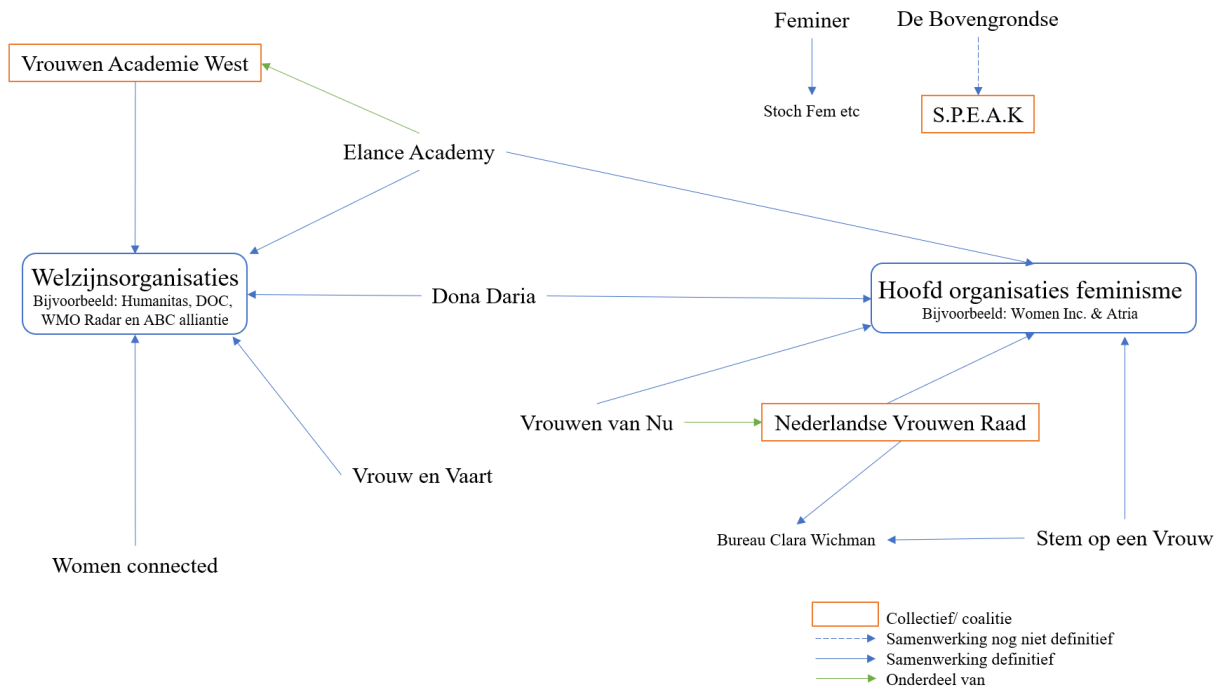 Feminer
De Bovengrondse
Vrouwen Academie West
Stoch Fem etc
S.P.E.A.K
Elance Academy
Welzijnsorganisaties
Bijvoorbeeld: Humanitas, DOC,
WMO Radar en ABC alliantie
Dona Daria
Hoofd organisaties feminisme
Bijvoorbeeld: Women Inc. & Atria
Vrouwen van Nu
Nederlandse Vrouwen Raad
Vrouw en Vaart
Bureau Clara Wichman
Stem op een Vrouw
Women connected
Collectief/ coalitie
Samenwerking nog niet definitief
Samenwerking definitief
Onderdeel van